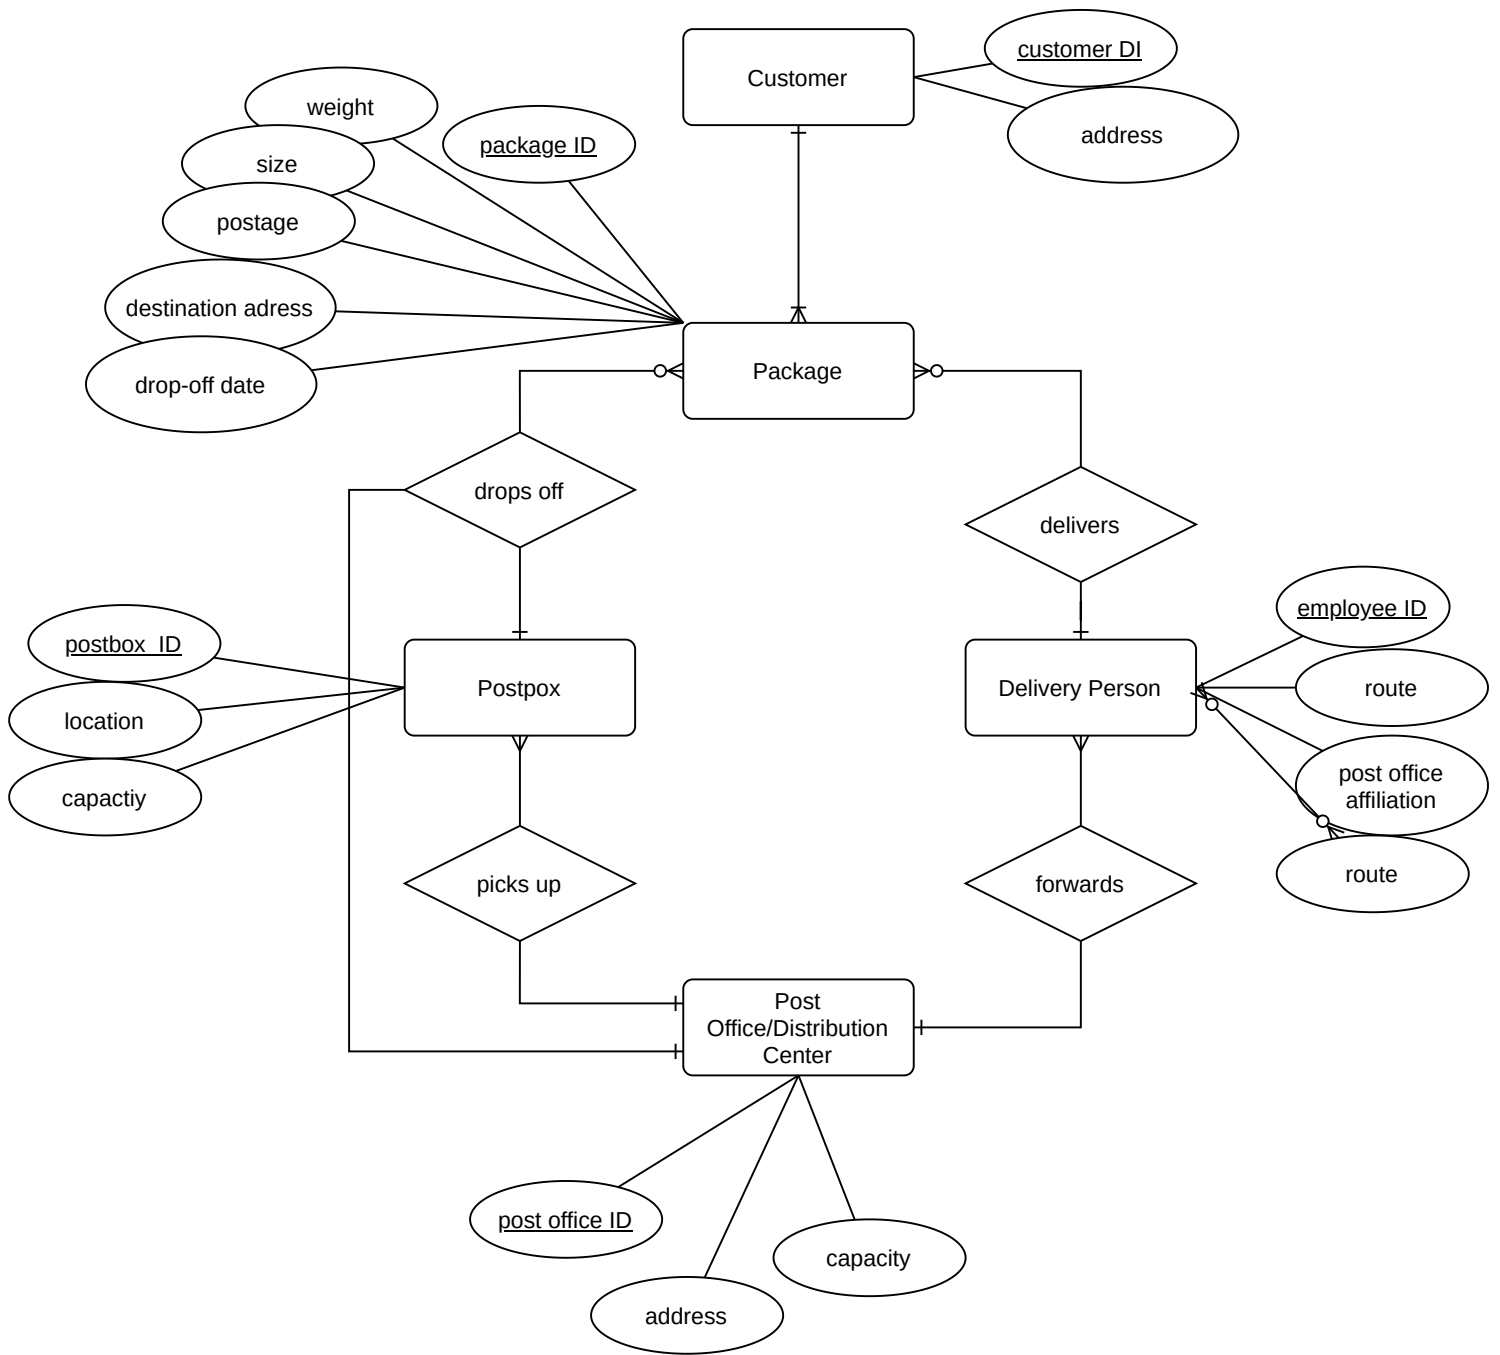 customer DI
Customer
weight
address
package ID
size
postage
destination adress
Package
drop-off date
drops off
delivers
employee ID
postbox  ID
Postpox
Delivery Person
route
location
post office
affiliation
capactiy
picks up
forwards
route
Post
Office/Distribution
Center
post office ID
capacity
address